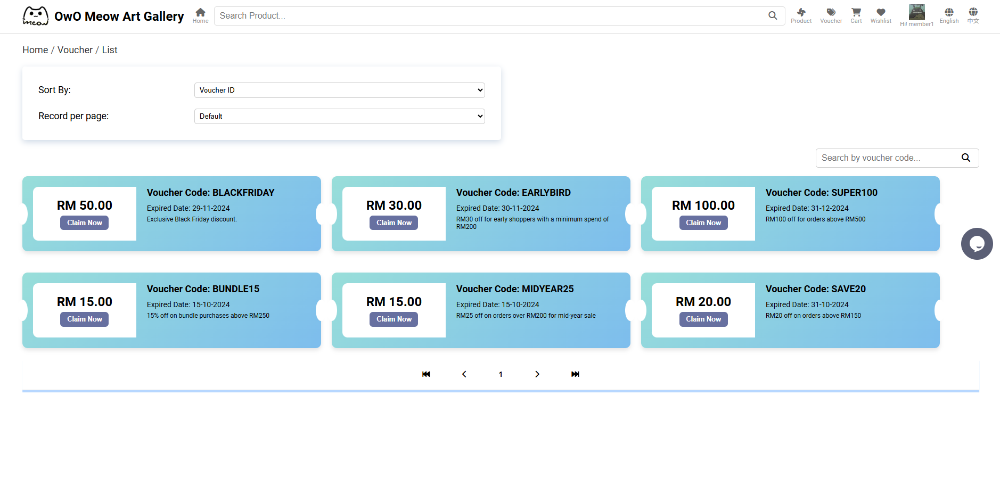 meow
OwO Meow Art Gallery
Home
Search Product...
Product
Voucher
Cart
Wishlist
Hi! member1
English
中文
Home / Voucher / List
Sort By:
Voucher ID
Record per page:
Default
Search by voucher code...
RM 50.00
Claim Now
Voucher Code: BLACKFRIDAY
Expired Date: 29-11-2024
Exclusive Black Friday discount.
RM 30.00
Claim Now
Voucher Code: EARLYBIRD
Expired Date: 30-11-2024
RM30 off for early shoppers with a minimum spend of
RM200
RM 100.00
Claim Now
Voucher Code: SUPER100
Expired Date: 31-12-2024
RM100 off for orders above RM500
RM 15.00
Claim Now
Voucher Code: BUNDLE15
Expired Date: 15-10-2024
15% off on bundle purchases above RM250
RM 15.00
Claim Now
Voucher Code: MIDYEAR25
Expired Date: 15-10-2024
RM25 off on orders over RM200 for mid-year sale
RM 20.00
Claim Now
Voucher Code: SAVE20
Expired Date: 31-10-2024
RM20 off on orders above RM150
1